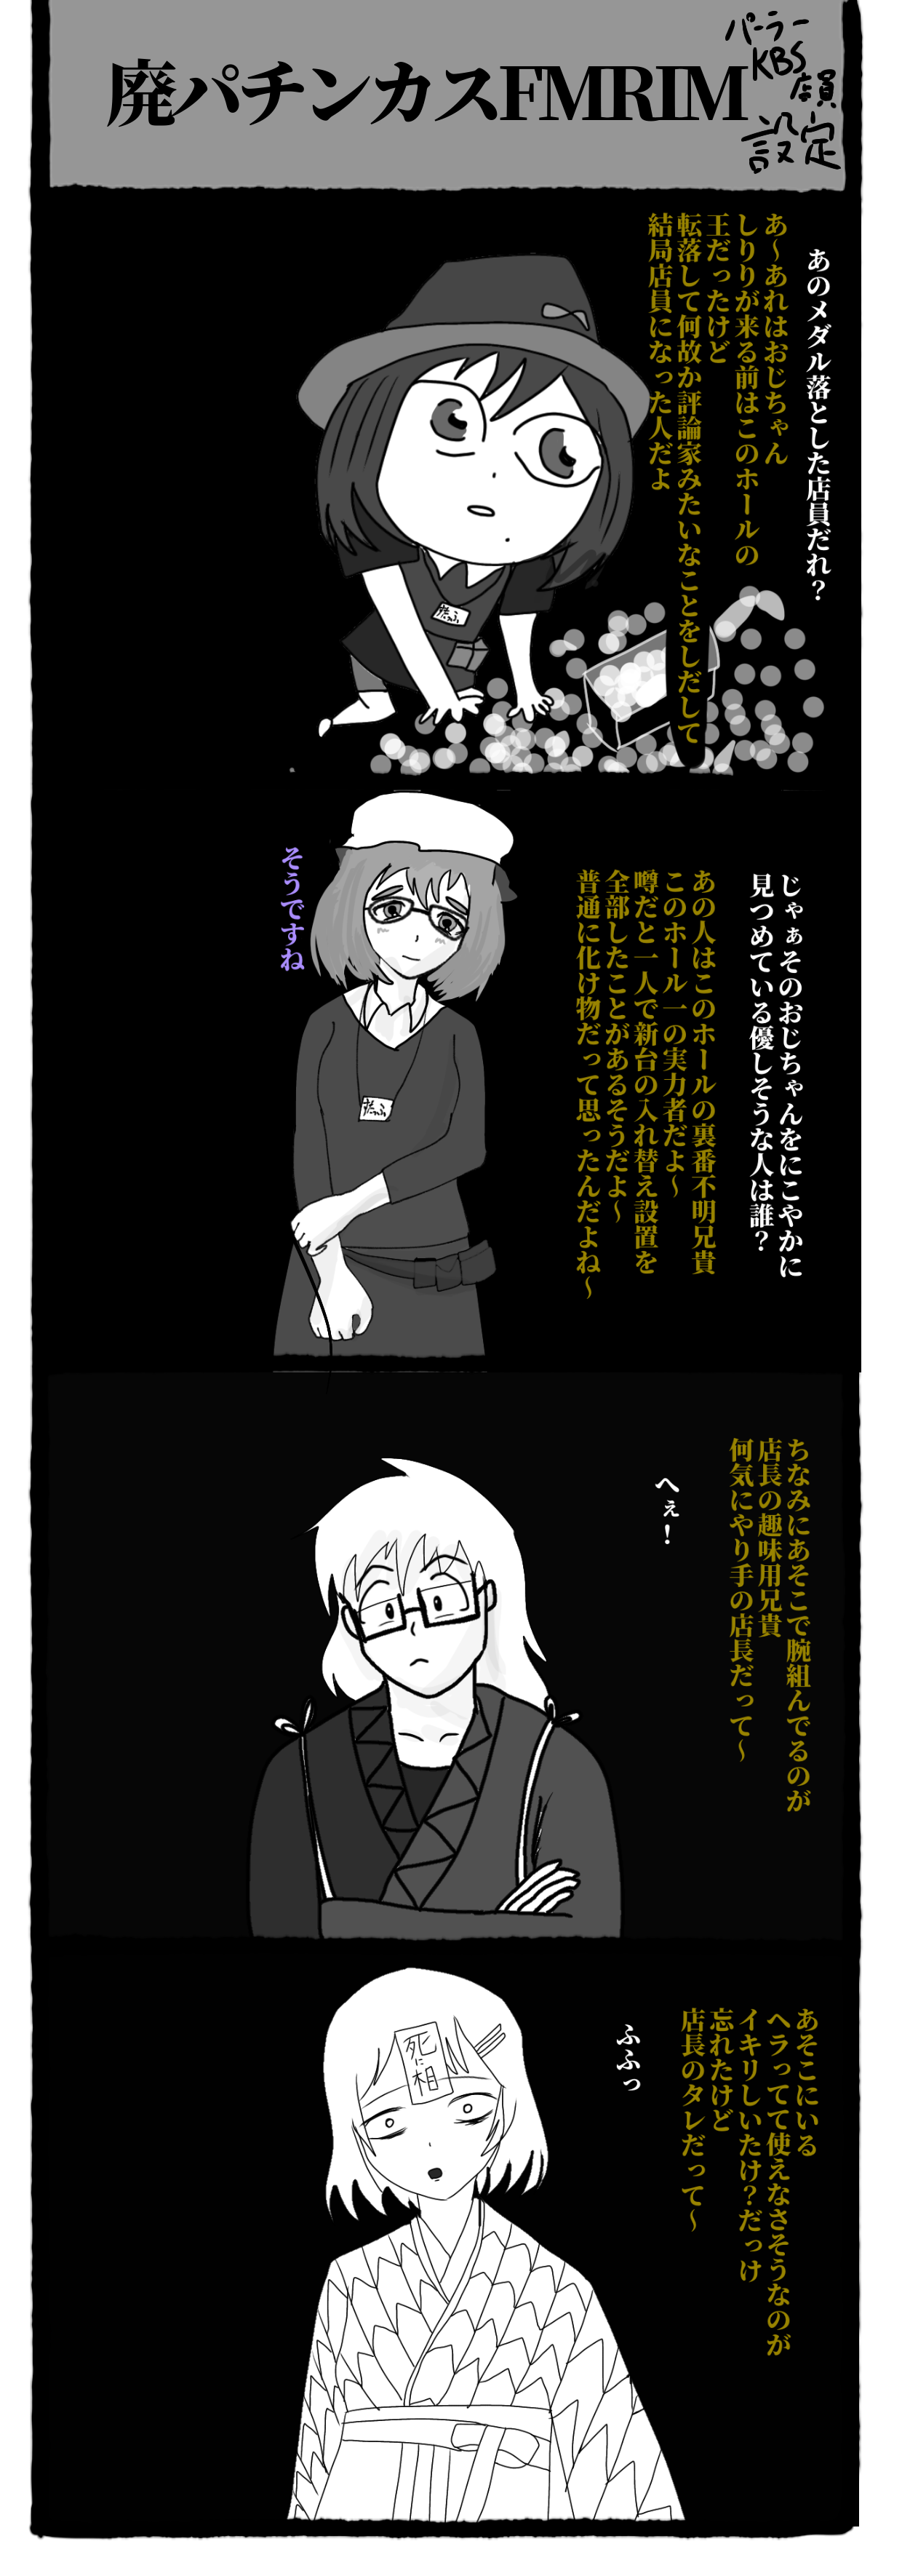 廃パチンカスFMRIM
パーラー
KBS
店員
設定
あのメダル落とした店員だれ？
あ～あれはおじちゃん
しりりが来る前はこのホールの
王だったけど
転落して何故か評論家みたいなことをしだして
結局店員になった人だよ
すたっふ
じゃぁそのおじちゃんをにこやかに
見つめている優しそうな人は誰？
あの人はこのホールの裏番不明兄貴
このホール一の実力者だよ～
噂だと一人で新台の入れ替え設置を
全部したことがあるそうだよ～
普通に化け物だって思ったんだよね～
そうですね
すたっふ
ちなみにあそこで腕組んでるのが
店長の趣味用兄貴
何気にやり手の店長だって～
へぇ！
あそこにいる
ヘラってて使えなさそうなのが
イキリしいたけ？だっけ
忘れたけど
店長のタレだって～
ふふっ
死に相